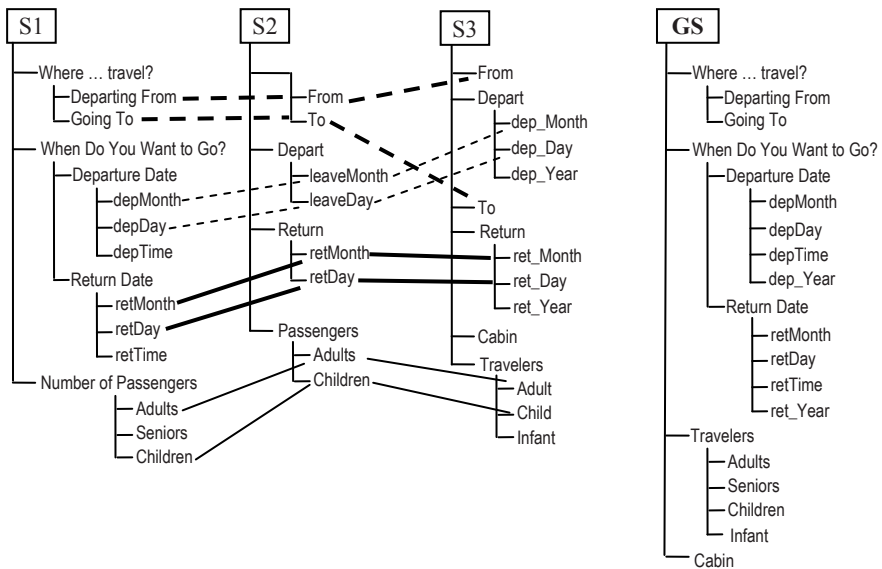 S1
Where ... travel?
Departing From
Going To
When Do You Want to Go?
Departure Date
depMonth
depDay
depTime
Return Date
retMonth
retDay
retTime
Number of Passengers
Adults
Seniors
Children
S2
From
To
Depart
leaveMonth
leaveDay
Return
retMonth
retDay
Passengers
Adults
Children
S3
From
Depart
dep_Month
dep_Day
dep_Year
To
Return
ret_Month
ret_Day
ret_Year
Cabin
Travelers
Adult
Child
Infant
GS
Where ... travel?
Departing From
Going To
When Do You Want to Go?
Departure Date
depMonth
depDay
depTime
dep_Year
Return Date
retMonth
retDay
retTime
ret_Year
Travelers
Adults
Seniors
Children
Infant
Cabin